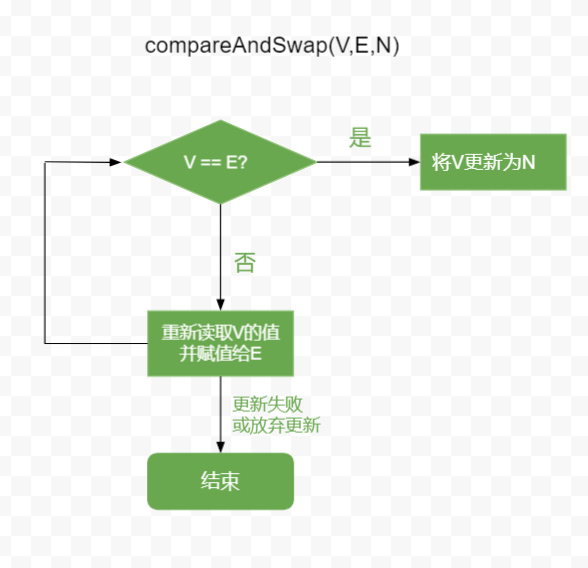 compareAndSwap(V,E,N)
V == E?
是
将V更新为N
否
重新读取V的值
并赋值给E
更新失败
或放弃更新
结束